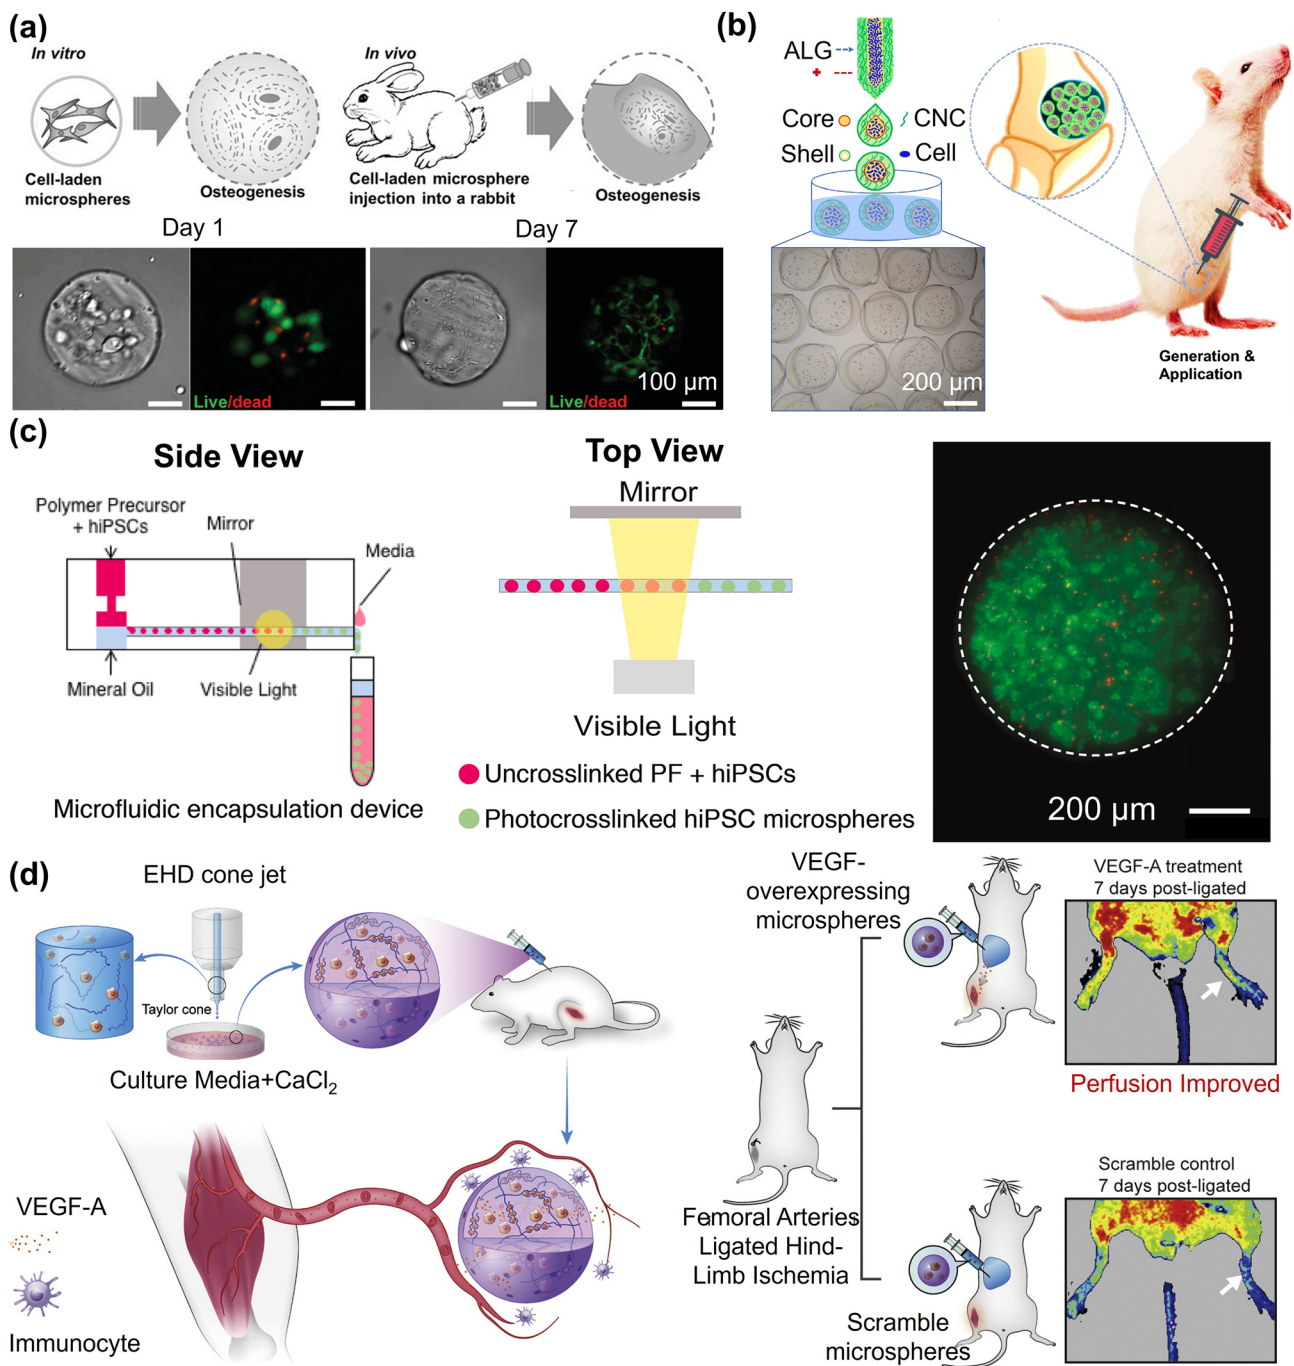 (a)
In vitro
In vivo
Cell-laden
microspheres
Osteogenesis
Cell-laden microsphere
injection into a rabbit
Osteogenesis
Day 1
Day 7
Live/dead
Live/dead
100 µm
(b)
ALG
+
Core
CNC
Shell
Cell
200 µm
Generation &
Application
(c)
Side View
Polymer Precursor
+ hiPSCs
Mirror
Media
Mineral Oil
Visible Light
Microfluidic encapsulation device
Top View
Mirror
Visible Light
Uncrosslinked PF + hiPSCs
Photocrosslinked hiPSC microspheres
200 µm
(d)
EHD cone jet
Taylor cone
Culture Media+CaCl₂
VEGF-A
Immunocyte
VEGF-
overexpressing
microspheres
VEGF-A treatment
7 days post-ligated
Perfusion Improved
Femoral Arteries
Ligated Hind-
Limb Ischemia
Scramble
microspheres
Scramble control
7 days post-ligated